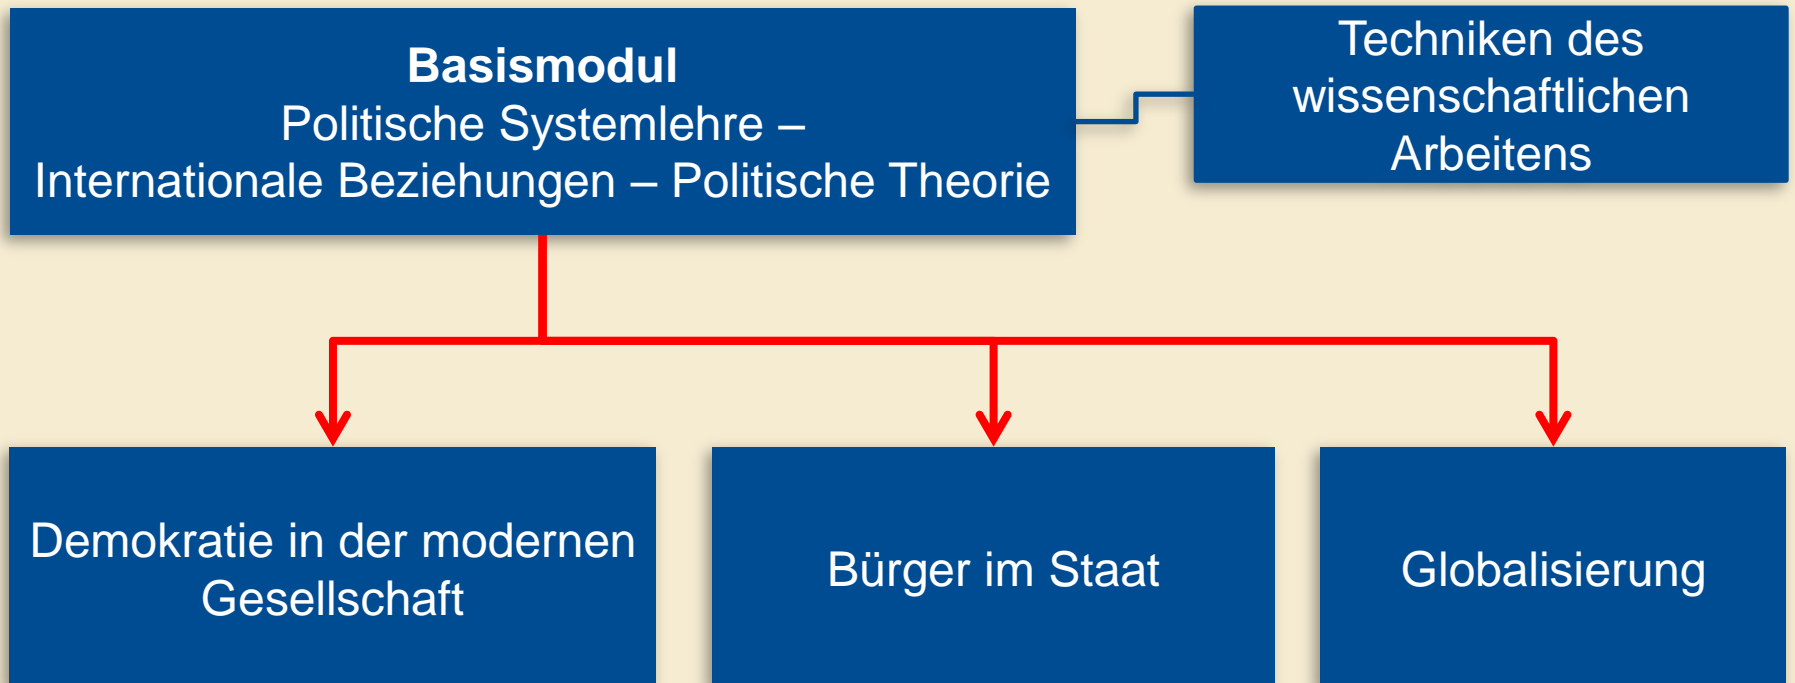 Basismodul
Politische Systemlehre –
Internationale Beziehungen – Politische Theorie
Techniken des
wissenschaftlichen
Arbeitens
Demokratie in der modernen
Gesellschaft
Bürger im Staat
Globalisierung